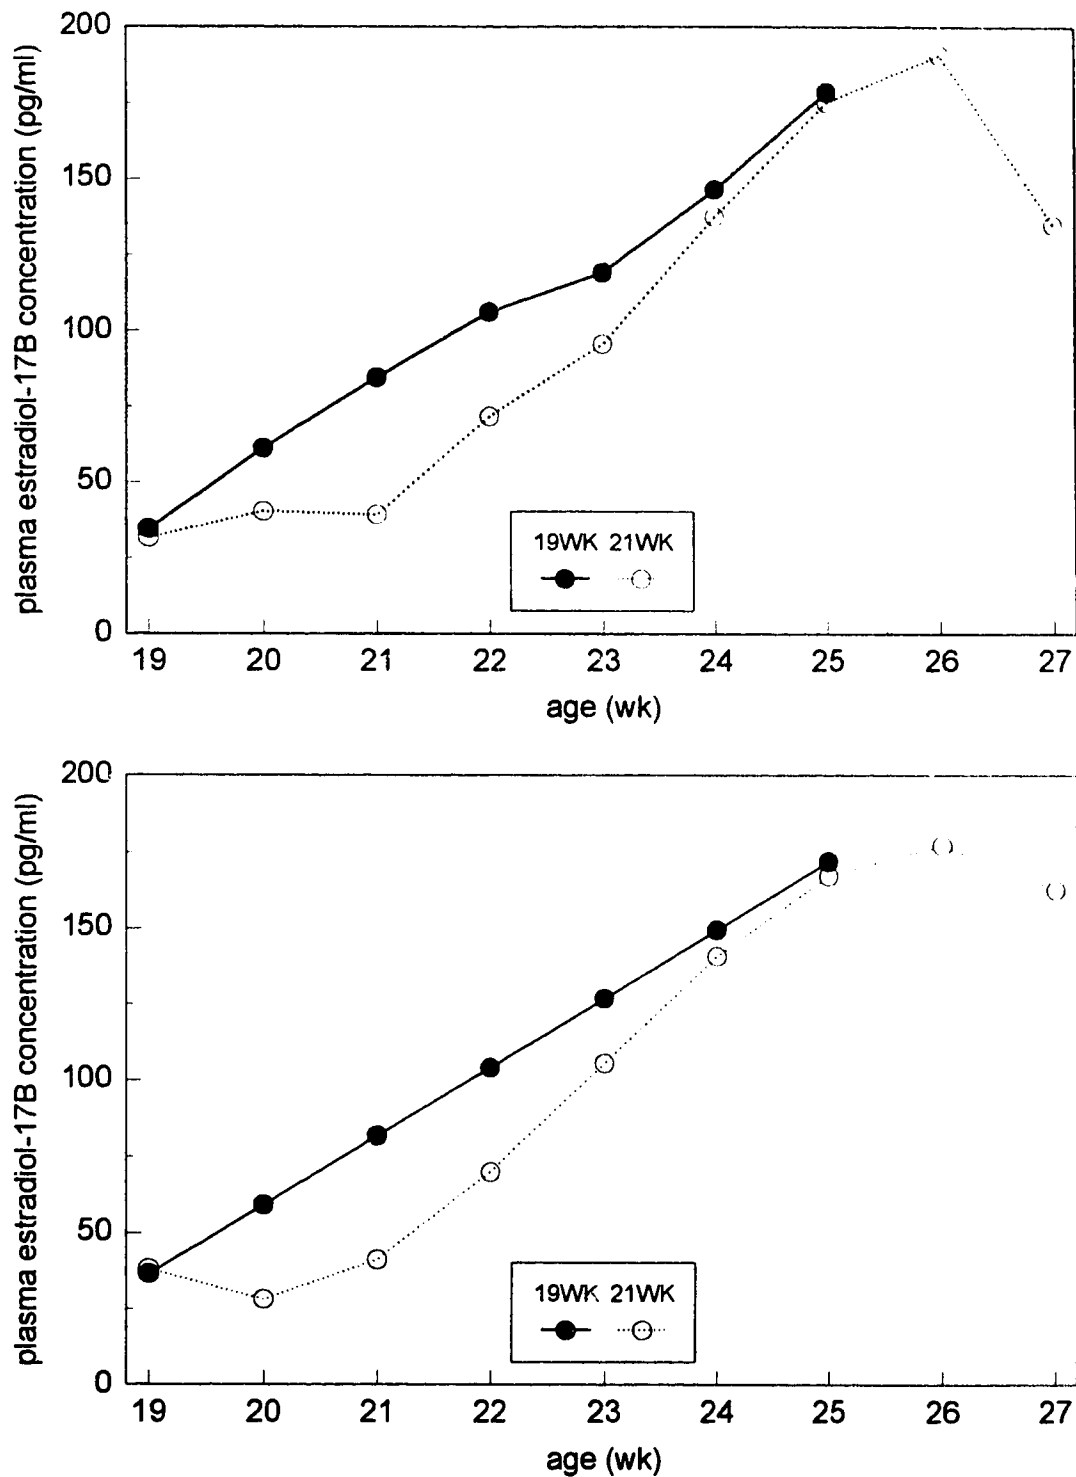 plasma estradiol-17B concentration (pg/ml)
200
150
100
50
0
19WK 21WK
19 20 21 22 23 24 25 26 27
age (wk)
plasma estradiol-17B concentration (pg/ml)
200
150
100
50
0
19WK 21WK
19 20 21 22 23 24 25 26 27
age (wk)